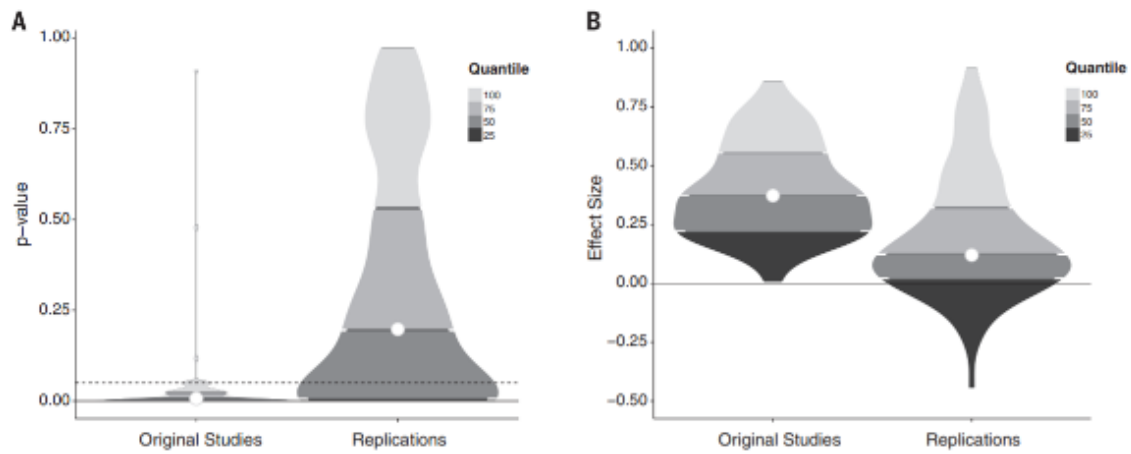 A
1.00
0.75
0.50
0.25
0.00
p-value
Original Studies
Replications
Quantile
100
75
50
25
B
1.00
0.75
0.50
0.25
0.00
−0.25
−0.50
Effect Size
Original Studies
Replications
Quantile
100
75
50
25